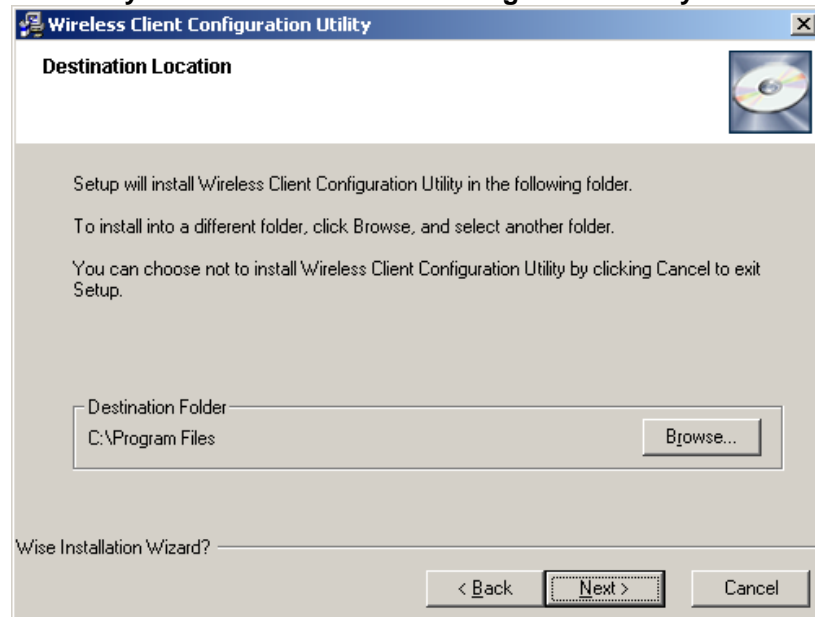 Wireless Client Configuration Utility
Destination Location
Setup will install Wireless Client Configuration Utility in the following folder.
To install into a different folder, click Browse, and select another folder.
You can choose not to install Wireless Client Configuration Utility by clicking Cancel to exit
Setup.
Destination Folder
C:\Program Files
Browse...
Wise Installation Wizard?
< Back
Next >
Cancel